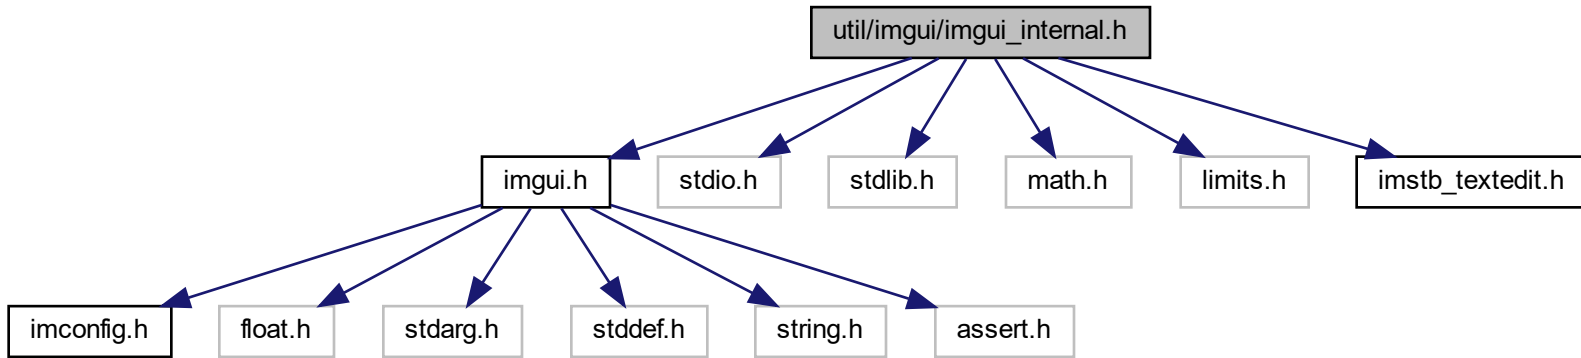 util/imgui/imgui_internal.h
imgui.h
stdio.h
stdlib.h
math.h
limits.h
imstb_textedit.h
imconfig.h
float.h
stdarg.h
stddef.h
string.h
assert.h